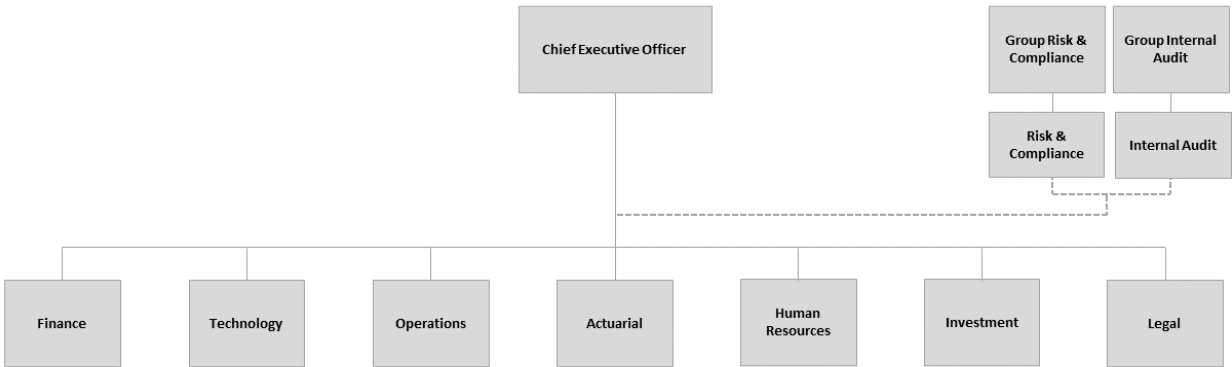 Chief Executive Officer
Group Risk &
Compliance
Group Internal
Audit
Risk &
Compliance
Internal Audit
Finance
Technology
Operations
Actuarial
Human
Resources
Investment
Legal